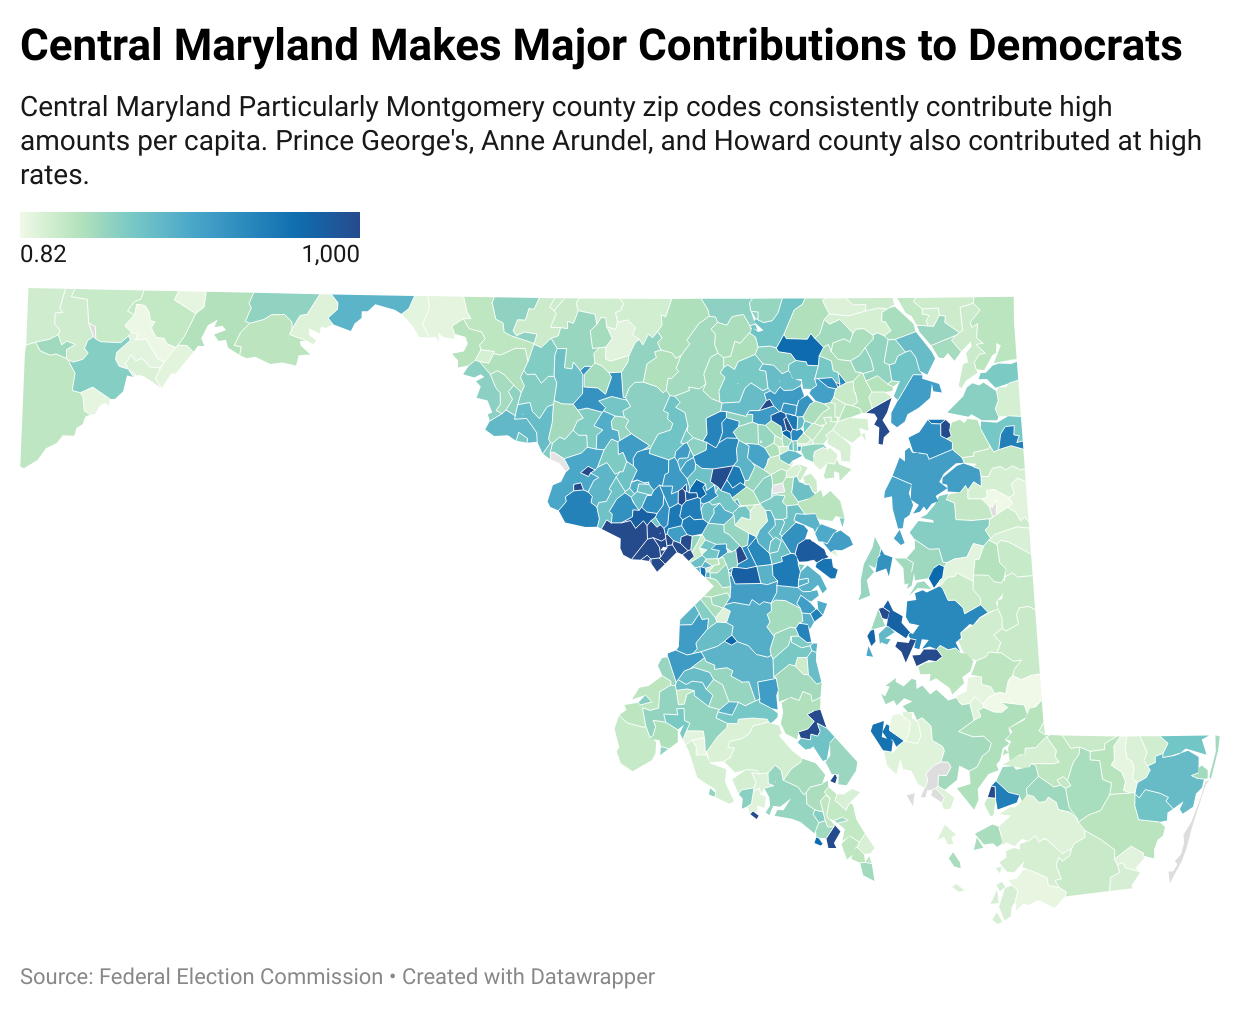 Central Maryland Makes Major Contributions to Democrats
Central Maryland Particularly Montgomery county zip codes consistently contribute high
amounts per capita. Prince George's, Anne Arundel, and Howard county also contributed at high
rates.
0.82 1,000
Source: Federal Election Commission • Created with Datawrapper